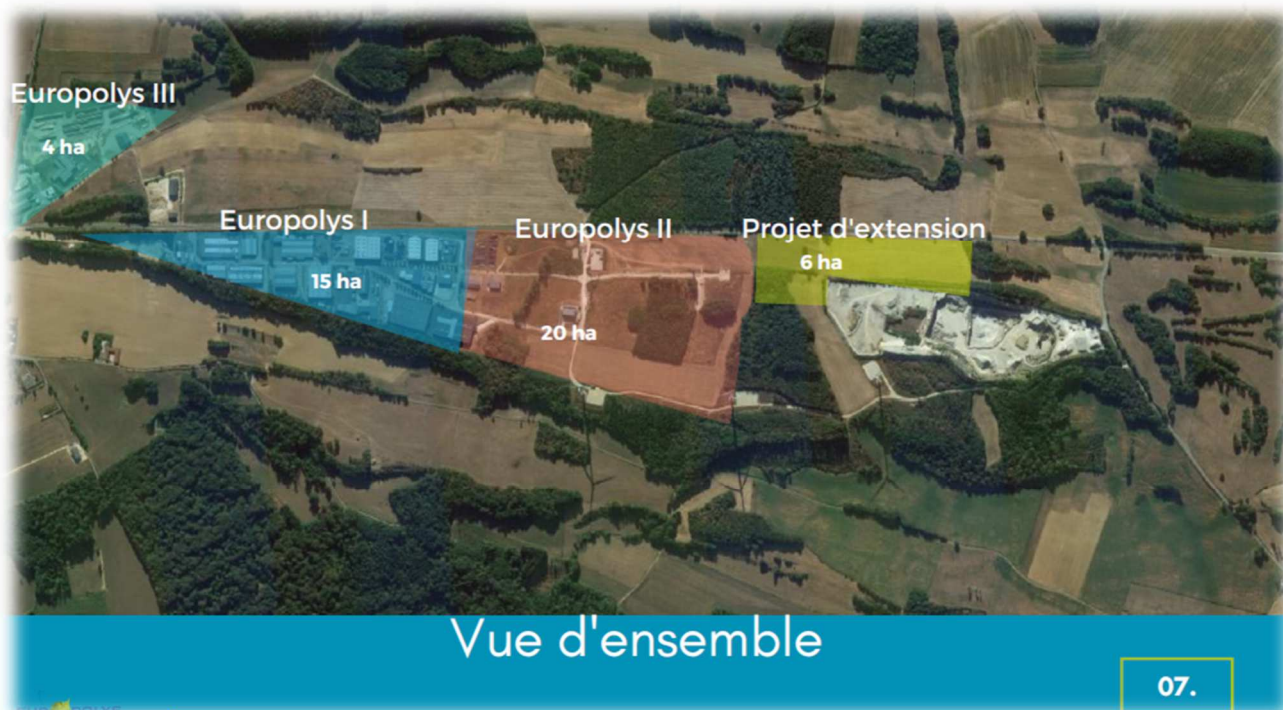 Europolys III
4 ha
Europolys I
15 ha
Europolys II
20 ha
Projet d'extension
6 ha
Vue d'ensemble
07.